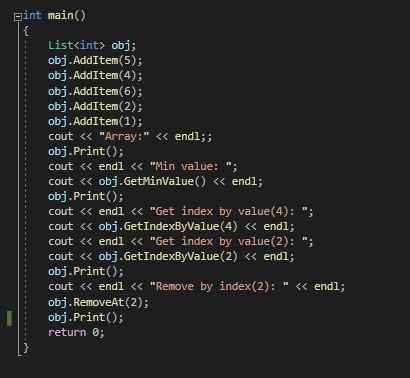 int main()
{
    List<int> obj;
    obj.AddItem(5);
    obj.AddItem(4);
    obj.AddItem(6);
    obj.AddItem(2);
    obj.AddItem(1);
    cout << "Array:" << endl;;
    obj.Print();
    cout << endl << "Min value: ";
    cout << obj.GetMinValue() << endl;
    obj.Print();
    cout << endl << "Get index by value(4): ";
    cout << obj.GetIndexByValue(4) << endl;
    cout << endl << "Get index by value(2): ";
    cout << obj.GetIndexByValue(2) << endl;
    obj.Print();
    cout << endl << "Remove by index(2): " << endl;
    obj.RemoveAt(2);
    obj.Print();
    return 0;
}